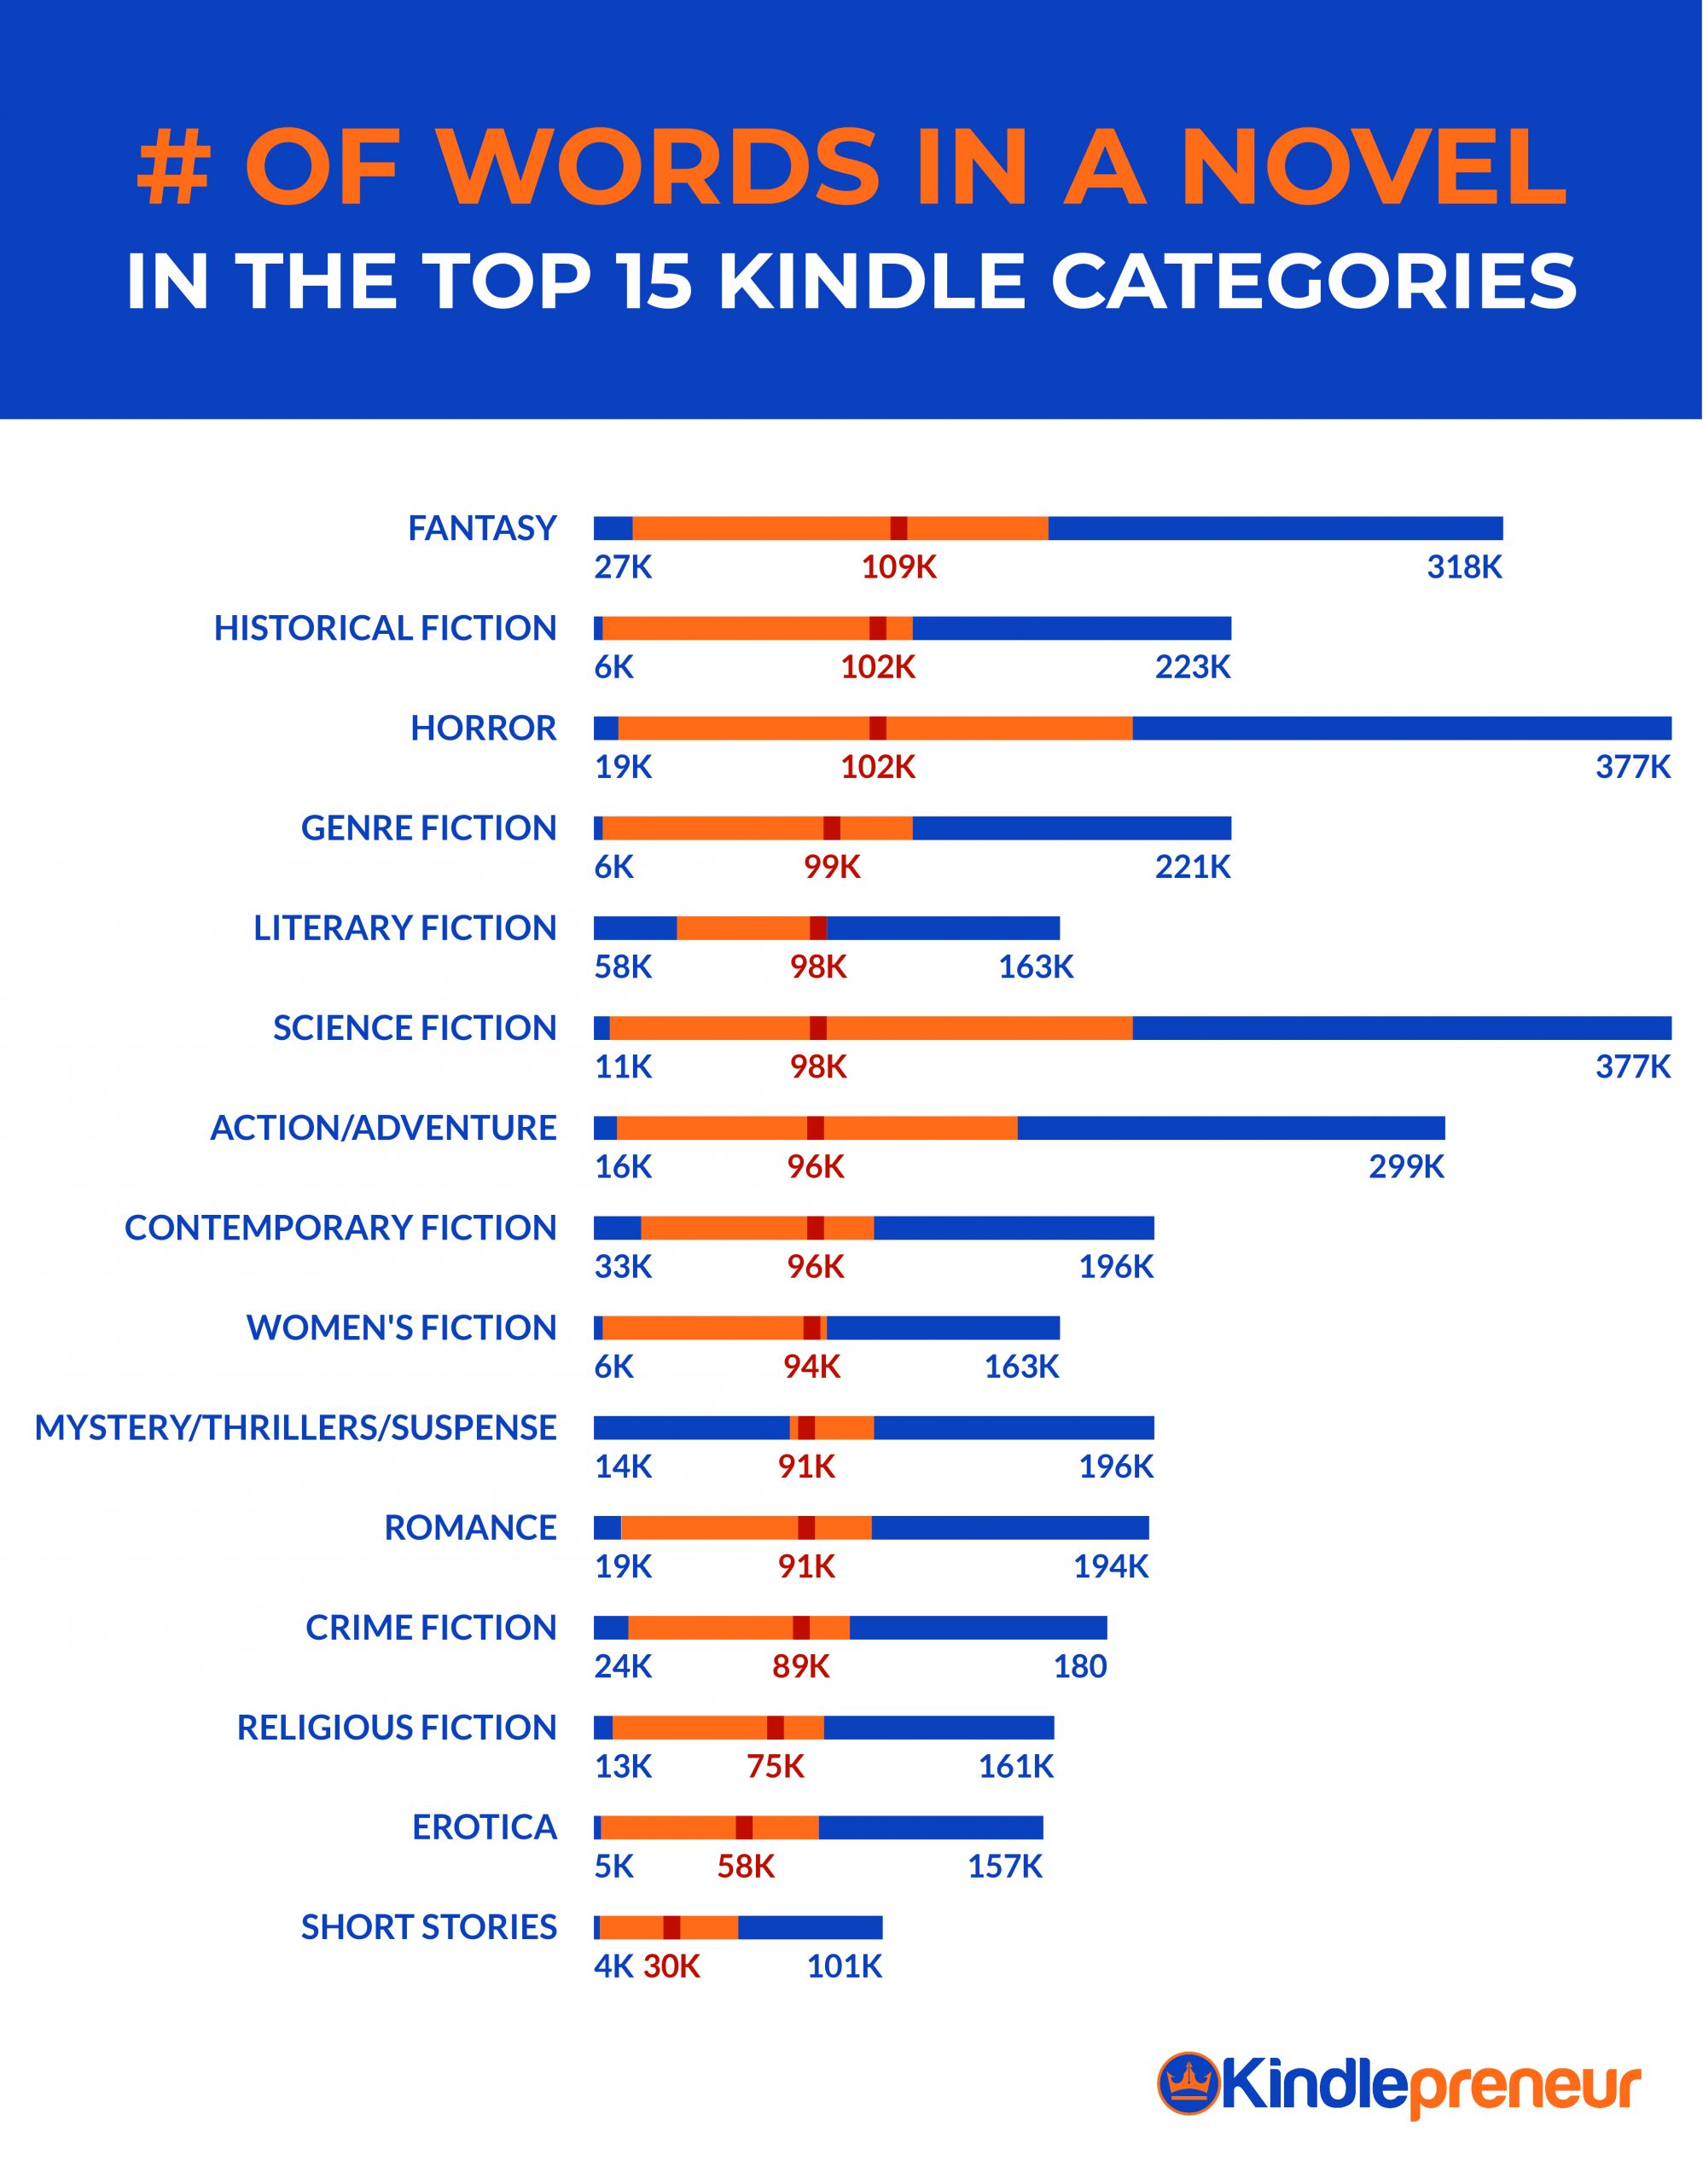 # OF WORDS IN A NOVEL
IN THE TOP 15 KINDLE CATEGORIES
FANTASY
27K 109K 318K
HISTORICAL FICTION
6K 102K 223K
HORROR
19K 102K 377K
GENRE FICTION
6K 99K 221K
LITERARY FICTION
58K 98K 163K
SCIENCE FICTION
11K 98K 377K
ACTION/ADVENTURE
16K 96K 299K
CONTEMPORARY FICTION
33K 96K 196K
WOMEN'S FICTION
6K 94K 163K
MYSTERY/THRILLERS/SUSPENSE
14K 91K 196K
ROMANCE
19K 91K 194K
CRIME FICTION
24K 89K 180
RELIGIOUS FICTION
13K 75K 161K
EROTICA
5K 58K 157K
SHORT STORIES
4K 30K 101K
Kindlepreneur